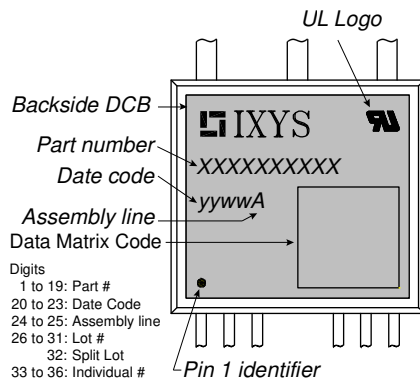 UL Logo
Backside DCB
IXYS
Part number
XXXXXXXXXX
Date code
yywwA
Assembly line
Data Matrix Code
Digits
1 to 19: Part #
20 to 23: Date Code
24 to 25: Assembly line
26 to 31: Lot #
32: Split Lot
33 to 36: Individual #
Pin 1 identifier